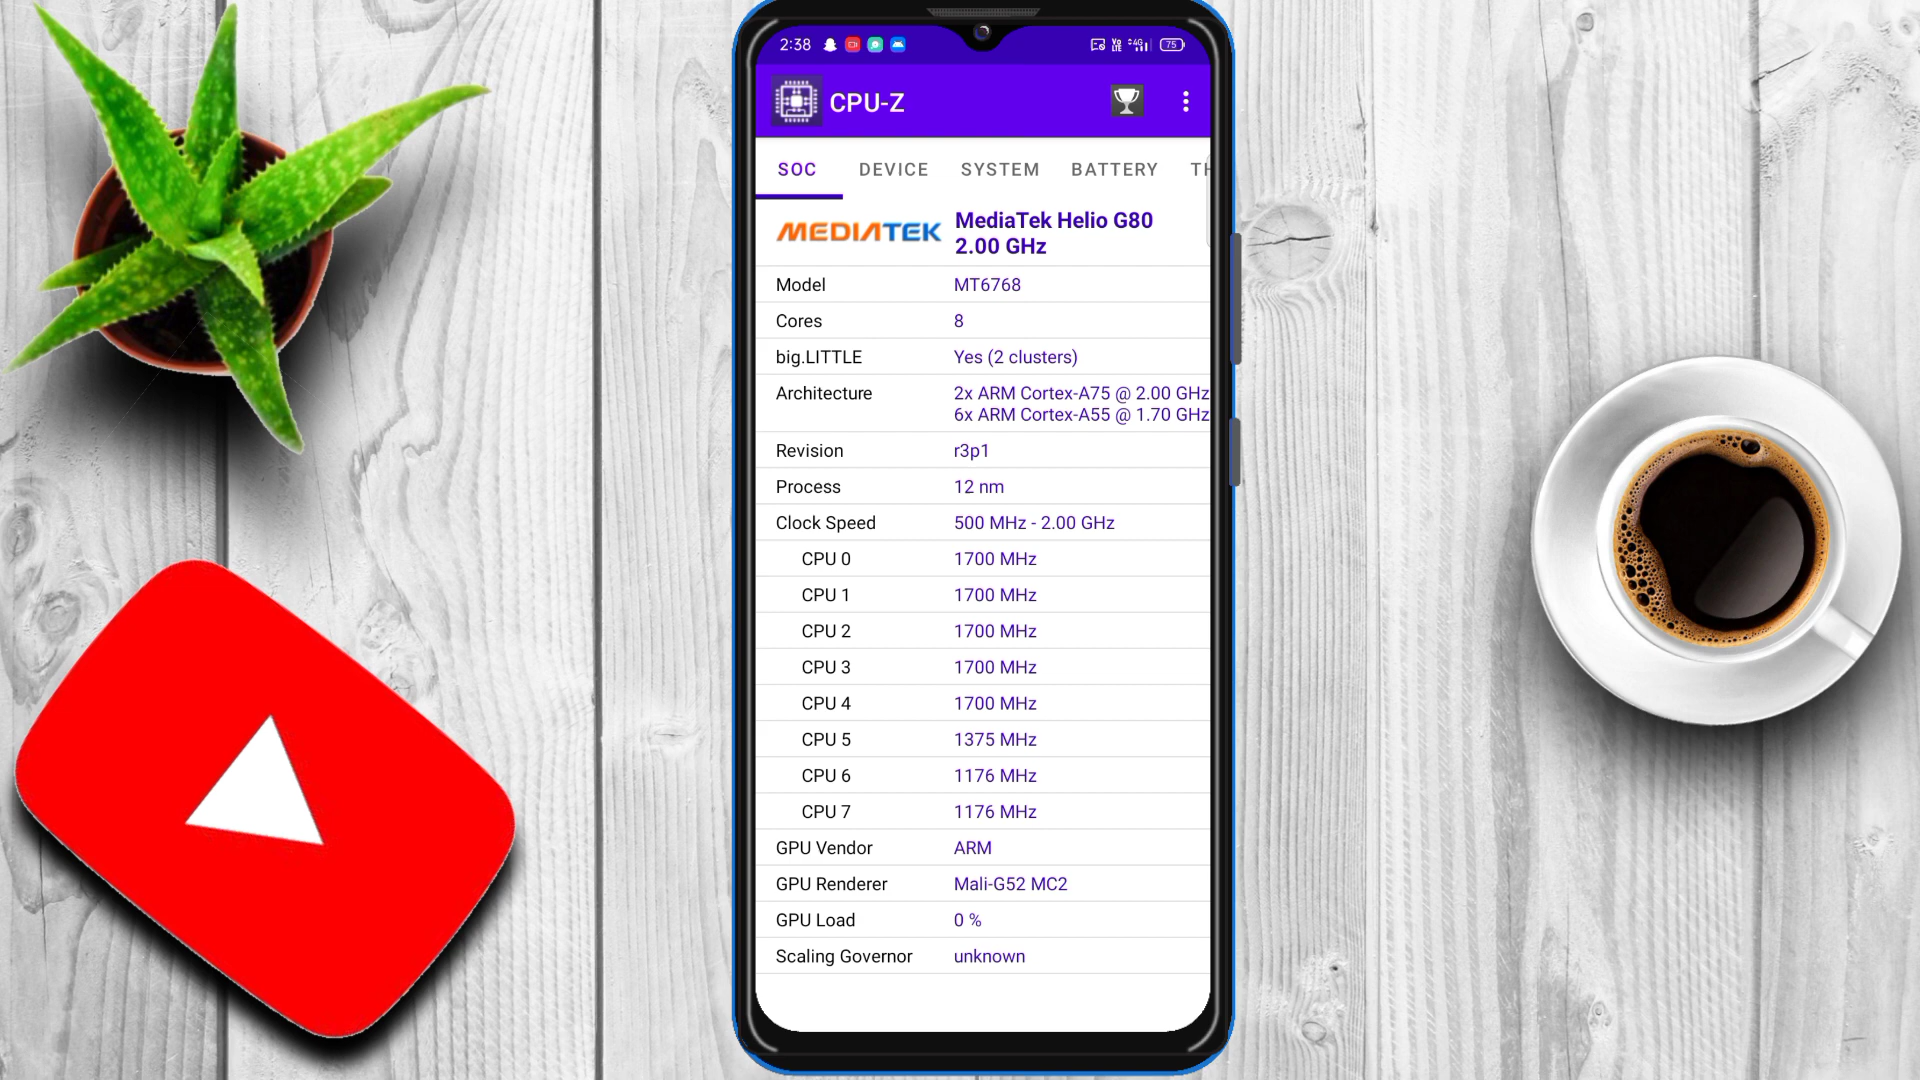 2:38
Vo LTE 4G 75
CPU-Z
SOC DEVICE SYSTEM BATTERY
MEDIATEK MediaTek Helio G80
2.00 GHz
Model MT6768
Cores 8
big.LITTLE Yes (2 clusters)
Architecture 2x ARM Cortex-A75 @ 2.00 GHz
6x ARM Cortex-A55 @ 1.70 GHz
Revision r3p1
Process 12 nm
Clock Speed 500 MHz - 2.00 GHz
CPU 0 1700 MHz
CPU 1 1700 MHz
CPU 2 1700 MHz
CPU 3 1700 MHz
CPU 4 1700 MHz
CPU 5 1375 MHz
CPU 6 1176 MHz
CPU 7 1176 MHz
GPU Vendor ARM
GPU Renderer Mali-G52 MC2
GPU Load 0 %
Scaling Governor unknown